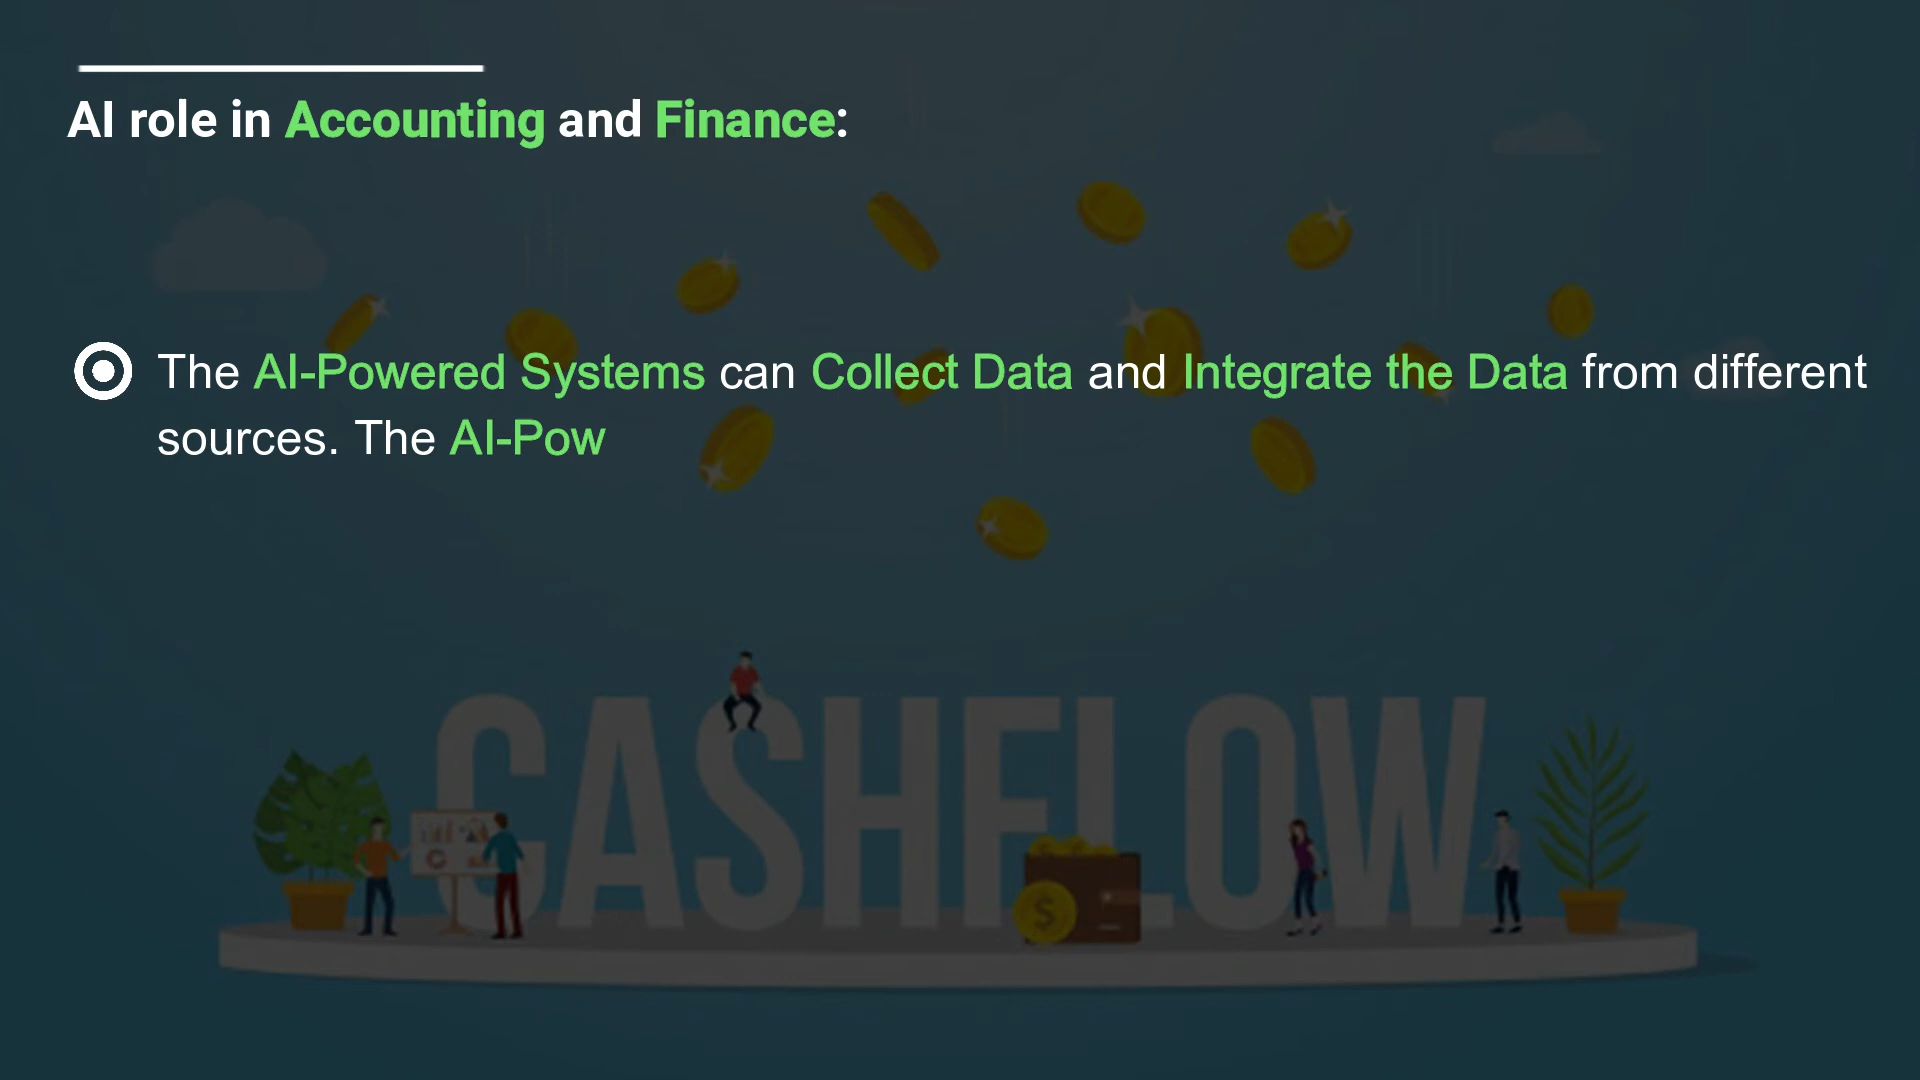 AI role in Accounting and Finance:
The AI-Powered Systems can Collect Data and Integrate the Data from different
sources. The AI-Pow
CASHFLOW
$